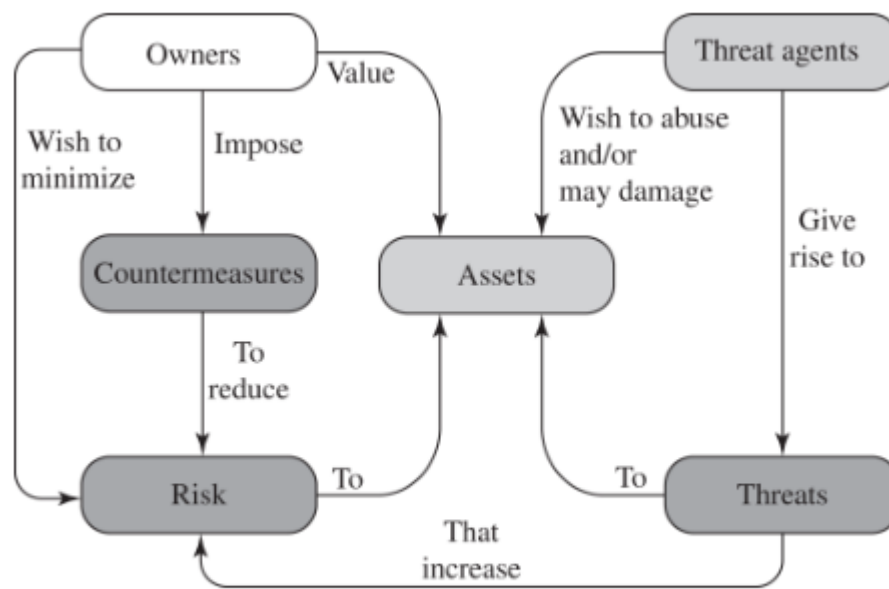 Owners
Threat agents
Value
Wish to
minimize
Impose
Wish to abuse
and/or
may damage
Give
rise to
Countermeasures
Assets
To
reduce
Risk
To
To
Threats
That
increase